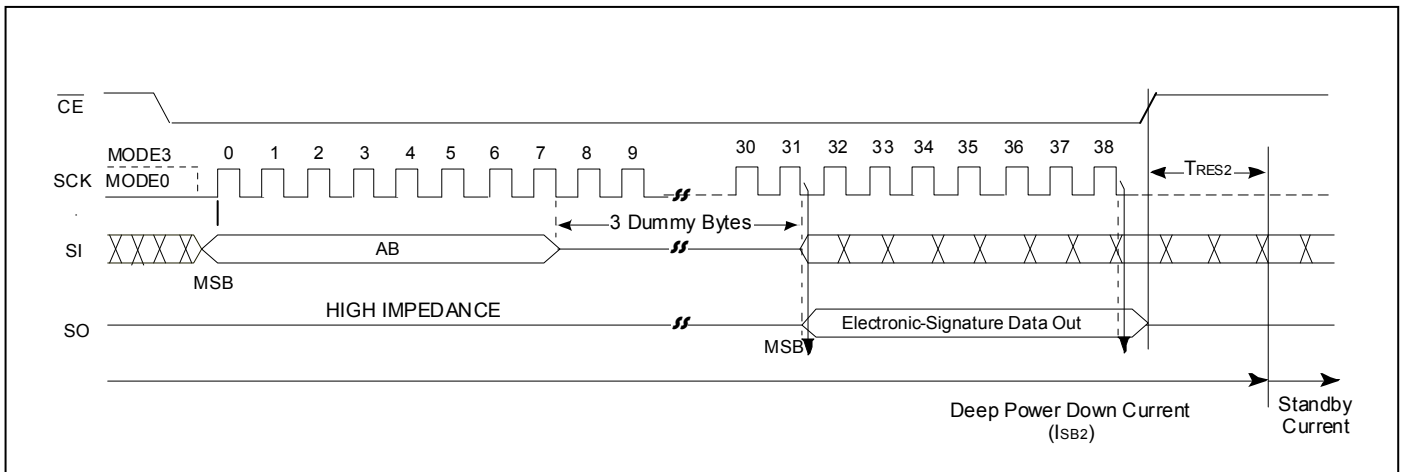 CE
MODE3
SCK MODE0
0 1 2 3 4 5 6 7 8 9 30 31 32 33 34 35 36 37 38
TRES2
3 Dummy Bytes
SI
AB
MSB
HIGH IMPEDANCE
SO
Electronic-Signature Data Out
MSB
Deep Power Down Current
(ISB2)
Standby
Current